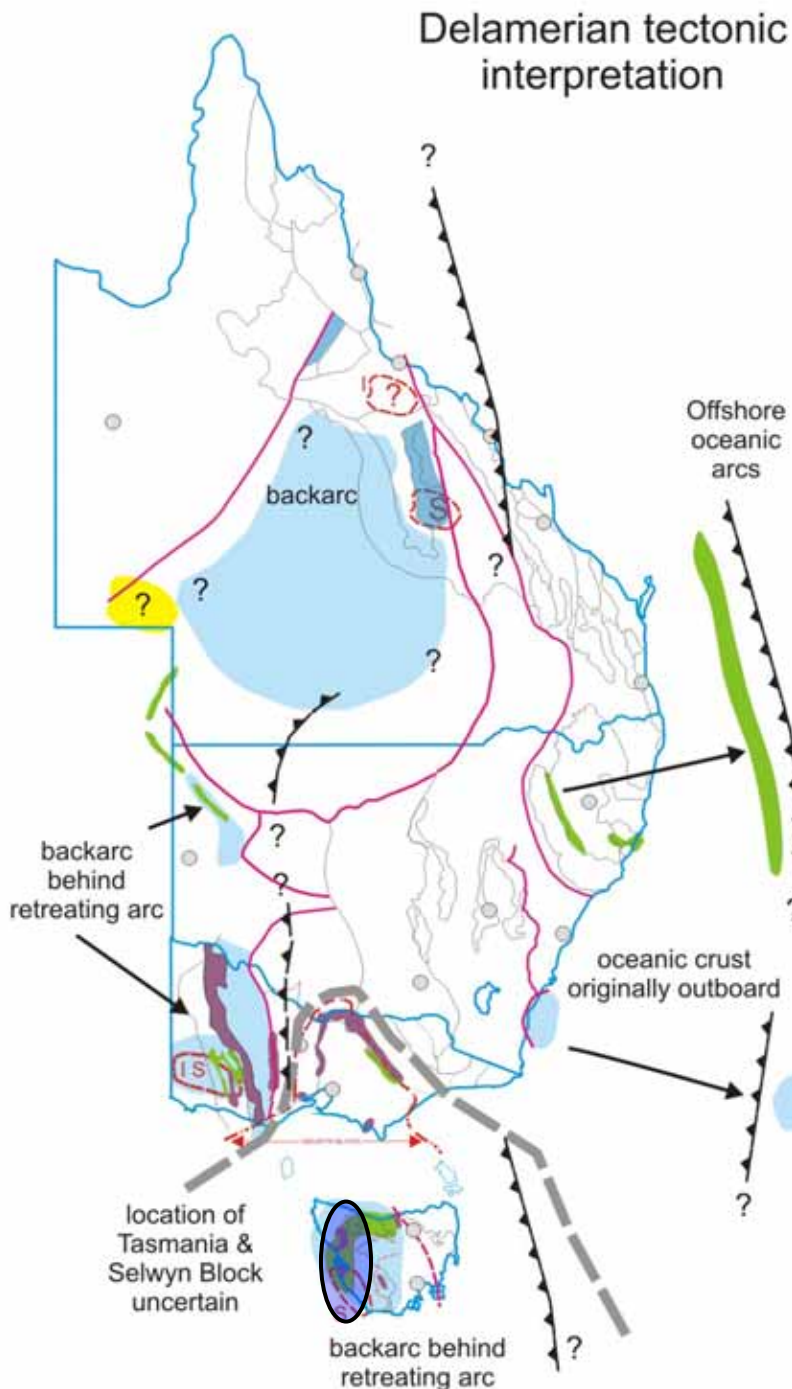 Delamerian tectonic
interpretation
?
I
?
?
backarc
S
Offshore
oceanic
arcs
?
?
?
?
?
?
backarc
behind
retreating arc
?
oceanic crust
originally outboard
I S
?
location of
Tasmania &
Selwyn Block
uncertain
S
?
backarc behind
retreating arc